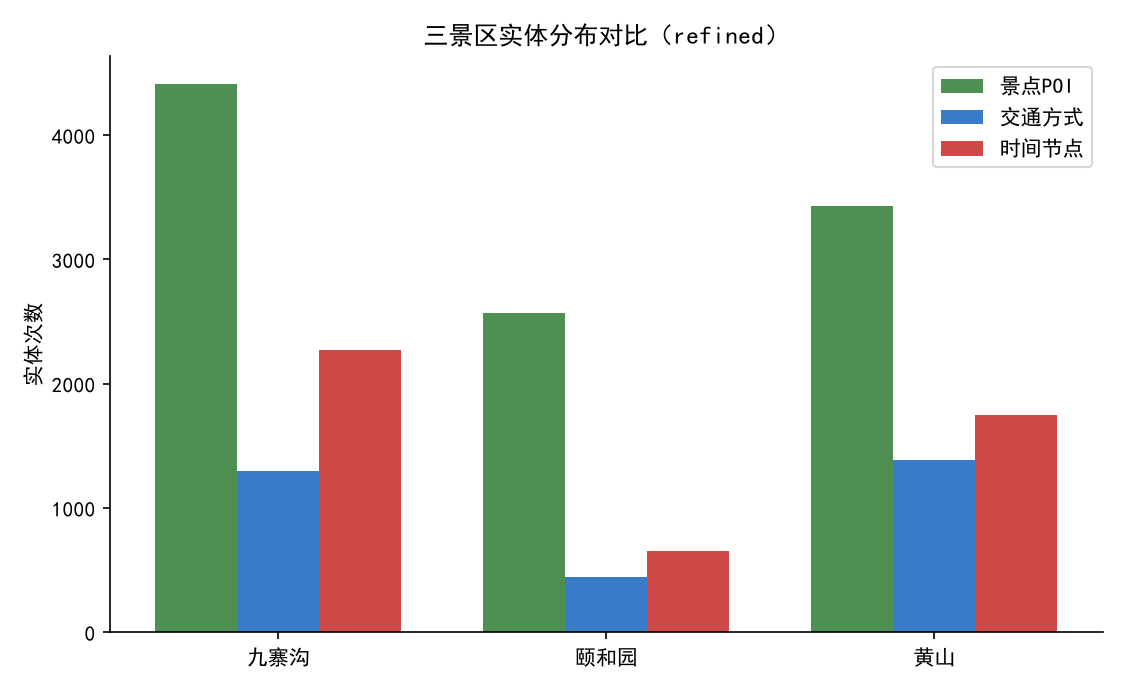 三景区实体分布对比（refined）
景点POI
交通方式
时间节点
实体次数
4000
3000
2000
1000
0
九寨沟
颐和园
黄山